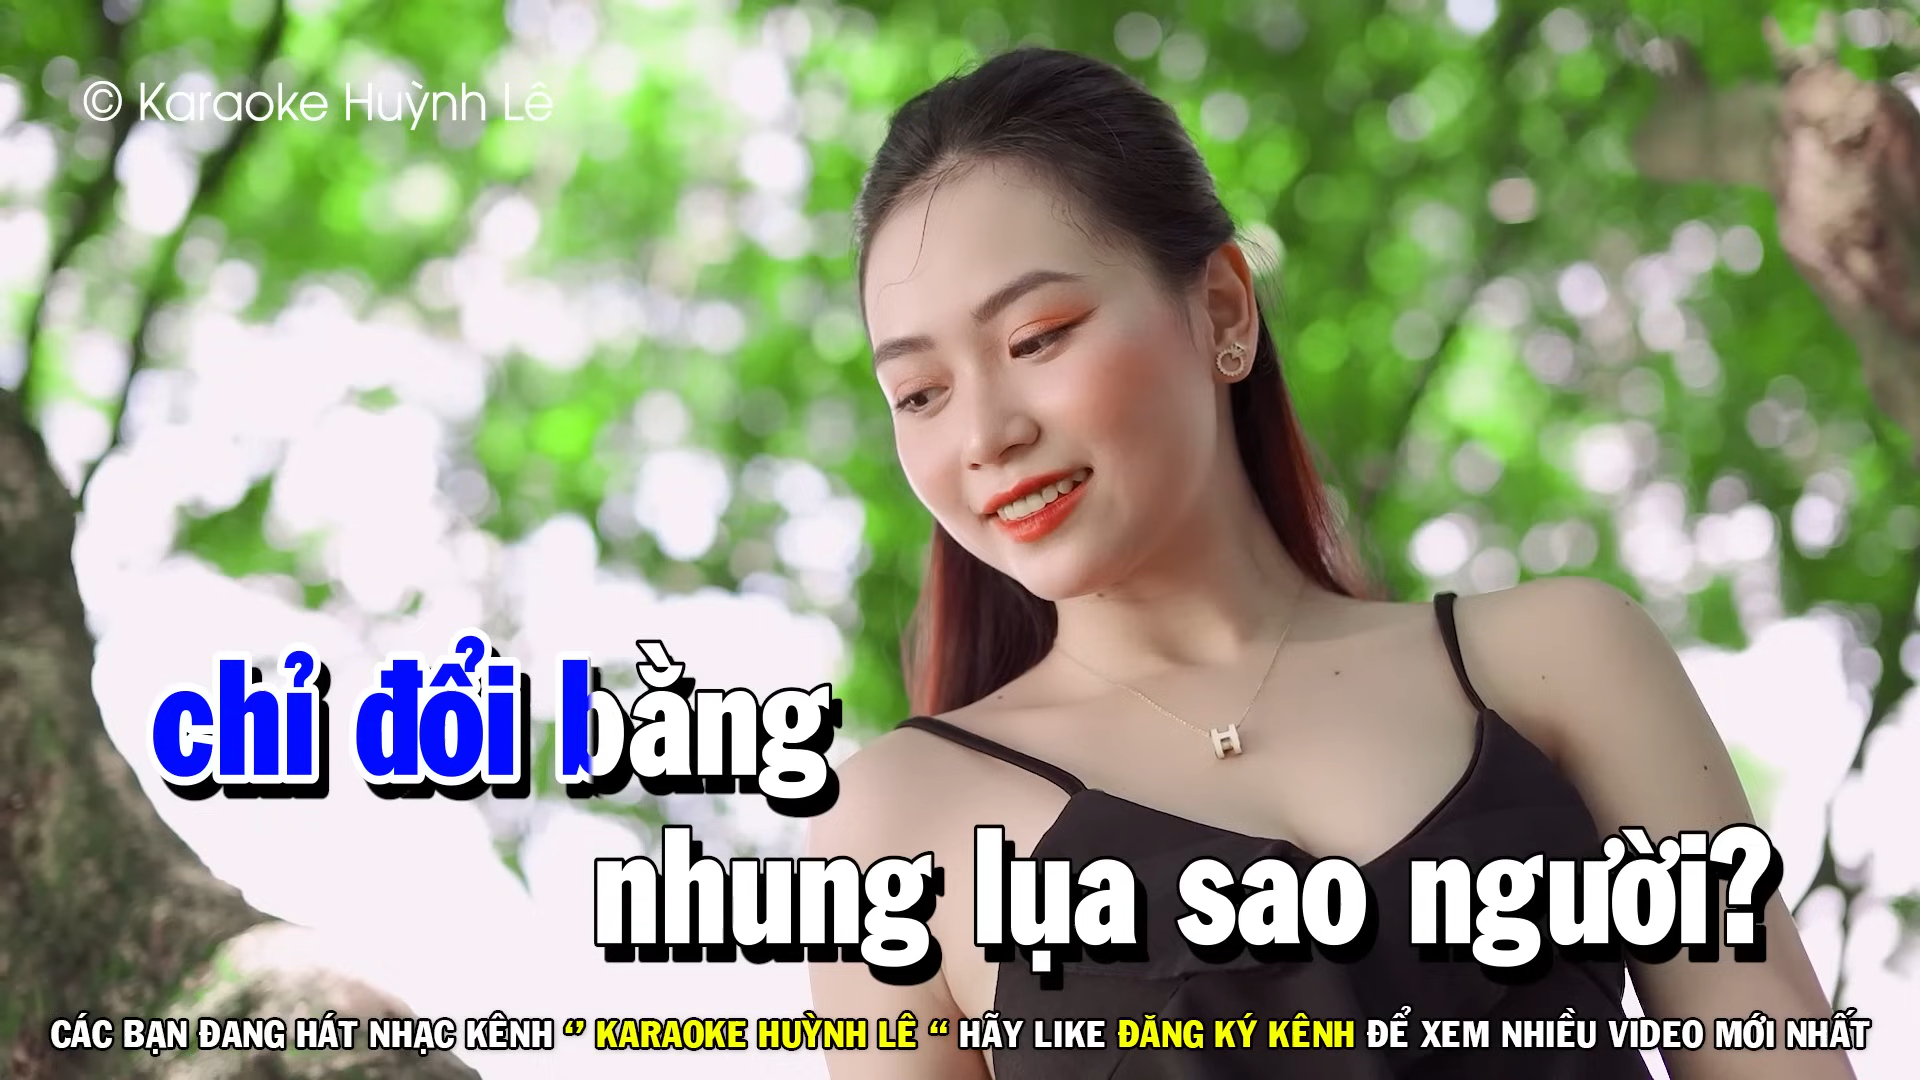 © Karaoke Huỳnh Lê
chỉ đổi bằng
nhung lụa sao người?
CÁC BẠN ĐANG HÁT NHẠC KÊNH “ KARAOKE HUỲNH LÊ “ HÃY LIKE ĐĂNG KÝ KÊNH ĐỂ XEM NHIỀU VIDEO MỚI NHẤT